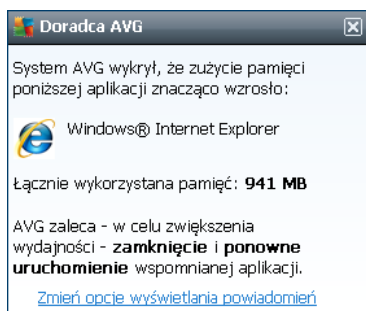 Doradca AVG
System AVG wykrył, że zużycie pamięci
poniższej aplikacji znacząco wzrosło:
Windows® Internet Explorer
Łącznie wykorzystana pamięć: 941 MB
AVG zaleca - w celu zwiększenia
wydajności - zamknięcie i ponowne
uruchomienie wspomnianej aplikacji.
Zmień opcje wyświetlania powiadomień